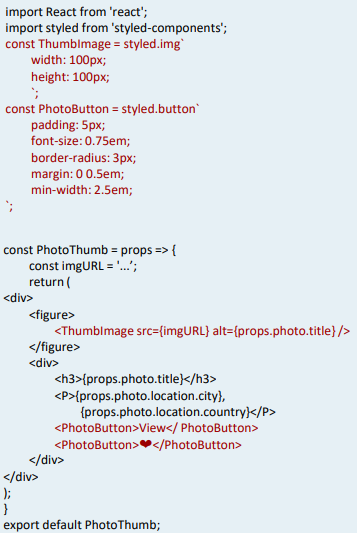 import React from 'react';
import styled from 'styled-components';
const ThumbImage = styled.img`
width: 100px;
height: 100px;
`;
const PhotoButton = styled.button`
padding: 5px;
font-size: 0.75em;
border-radius: 3px;
margin: 0 0.5em;
min-width: 2.5em;
`;
const PhotoThumb = props => {
const imgURL = '...’;
return (
<div>
<figure>
<ThumbImage src={imgURL} alt={props.photo.title} />
</figure>
<div>
<h3>{props.photo.title}</h3>
<P>{props.photo.location.city},
{props.photo.location.country}</P>
<PhotoButton>View</ PhotoButton>
<PhotoButton>❤</PhotoButton>
</div>
</div>
);
}
export default PhotoThumb;